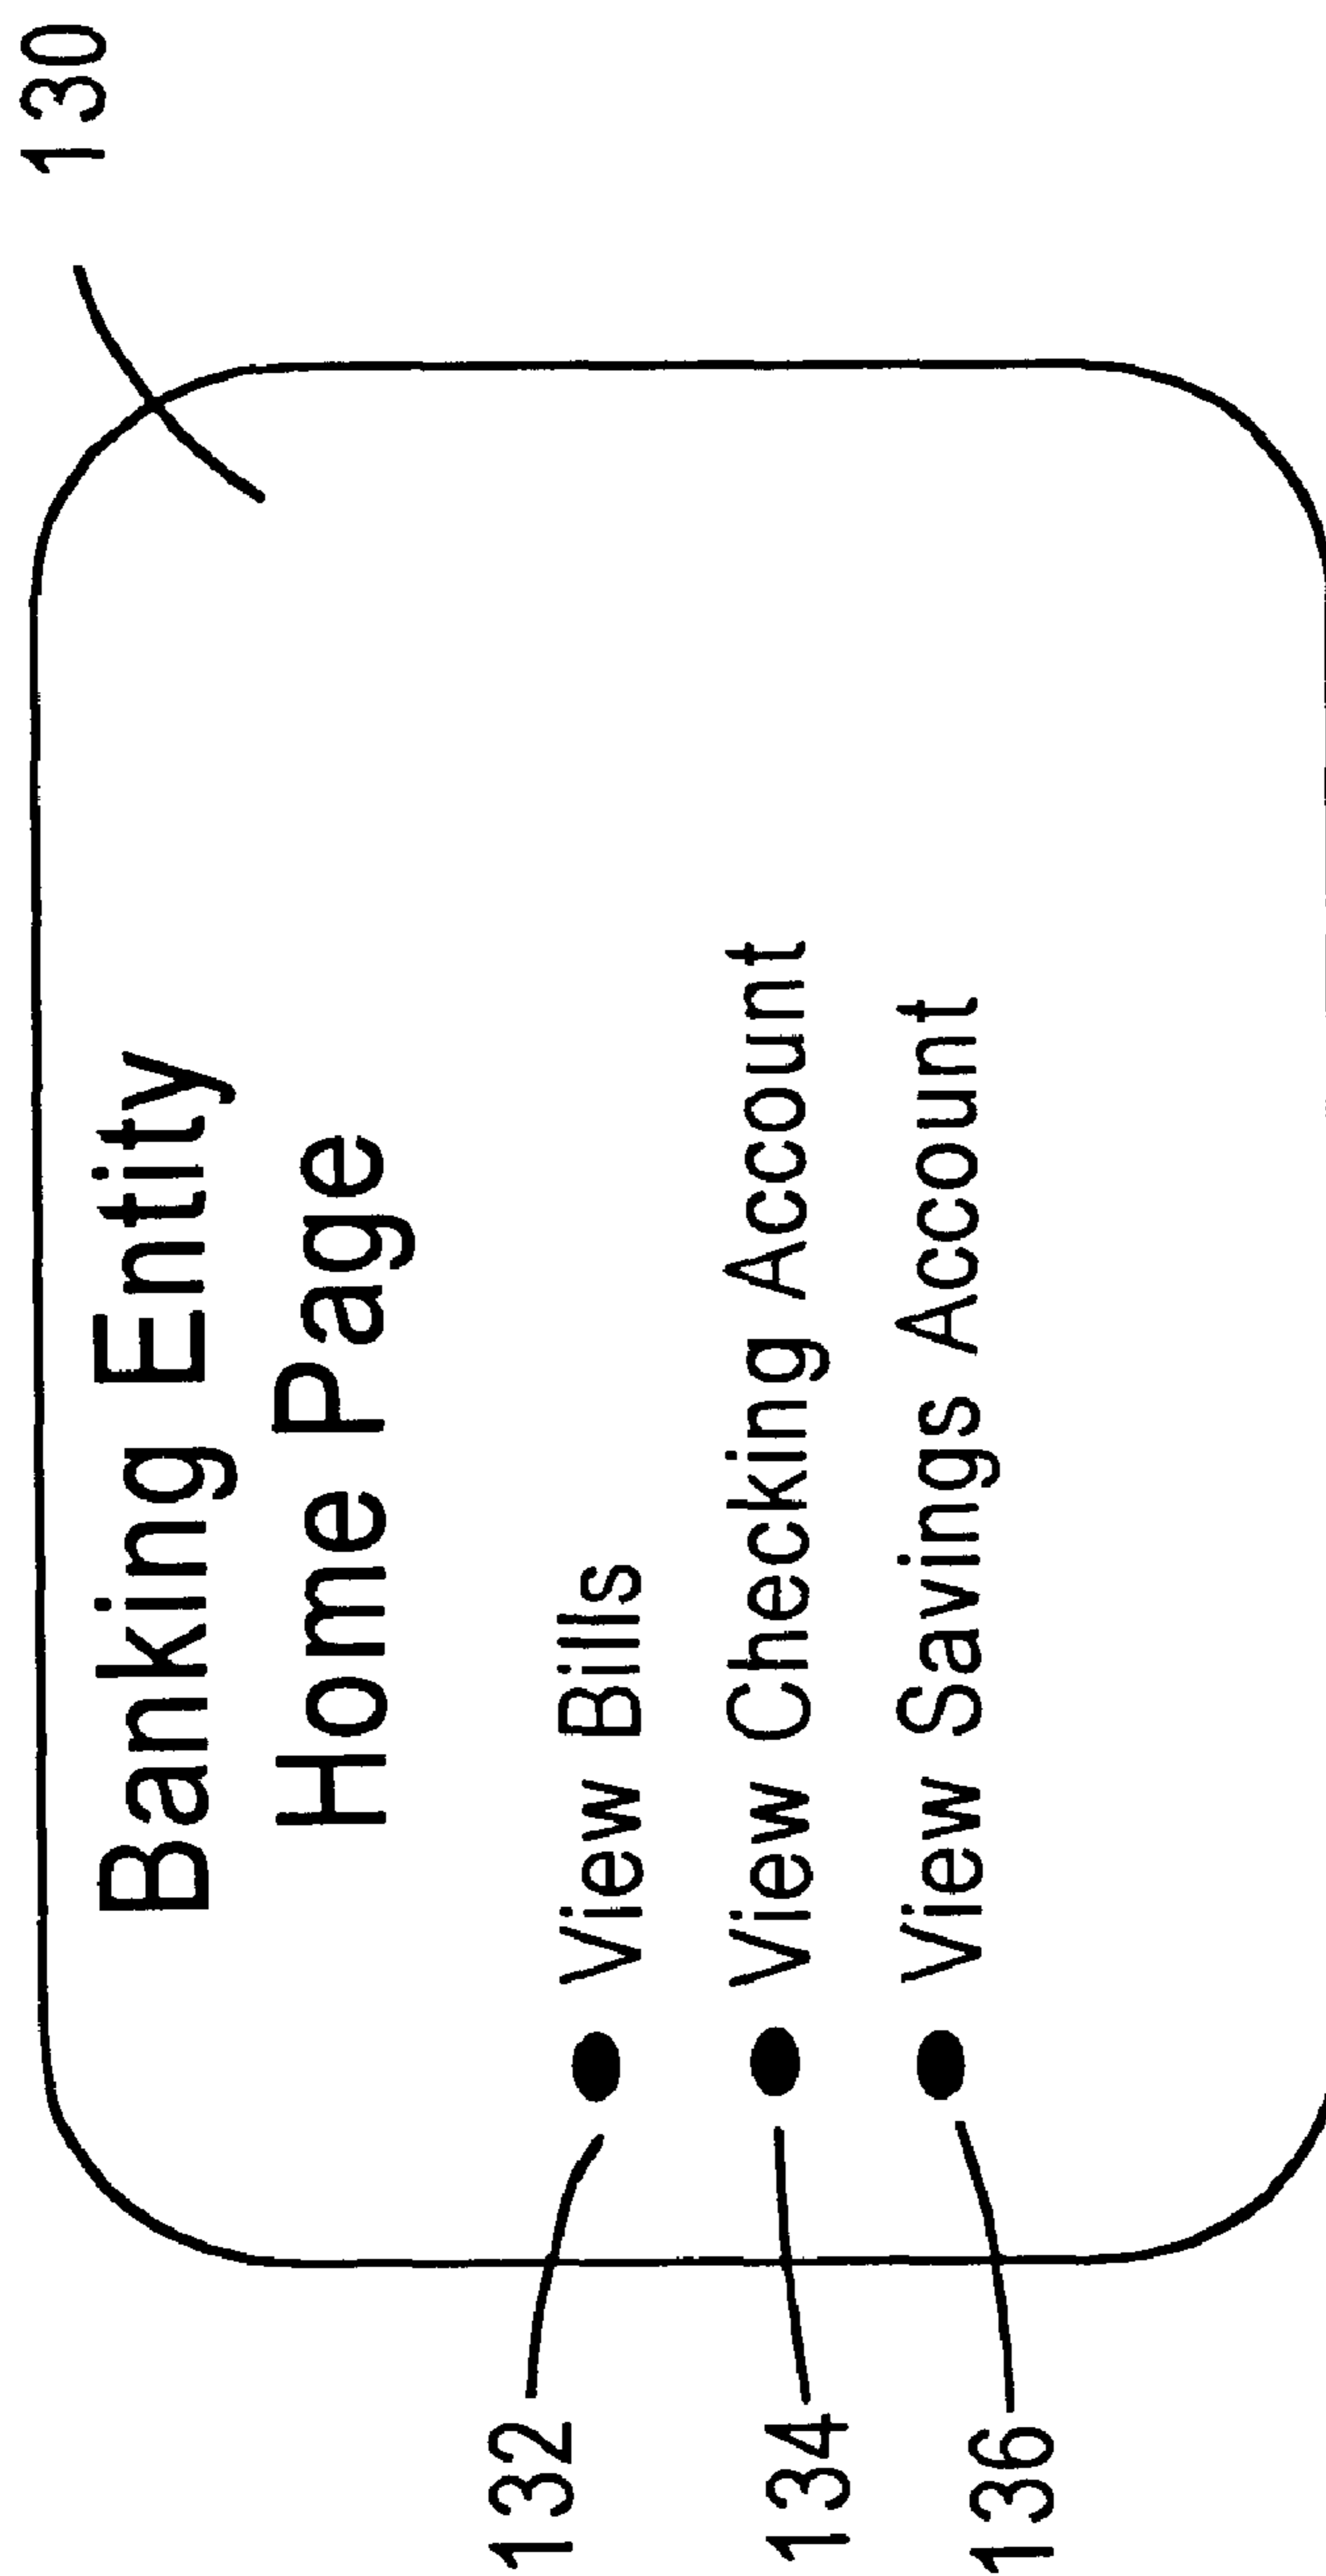 130
Banking Entity
Home Page
132
View Bills
134
View Checking Account
136
View Savings Account